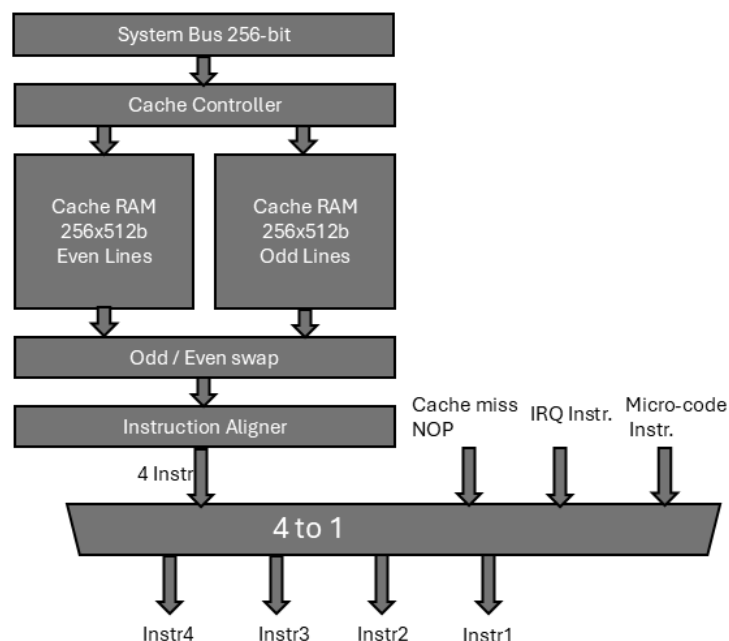 System Bus 256-bit
Cache Controller
Cache RAM
256x512b
Even Lines
Cache RAM
256x512b
Odd Lines
Odd / Even swap
Instruction Aligner
Cache miss
NOP
IRQ Instr.
Micro-code
Instr.
4 Instr
4 to 1
Instr4
Instr3
Instr2
Instr1